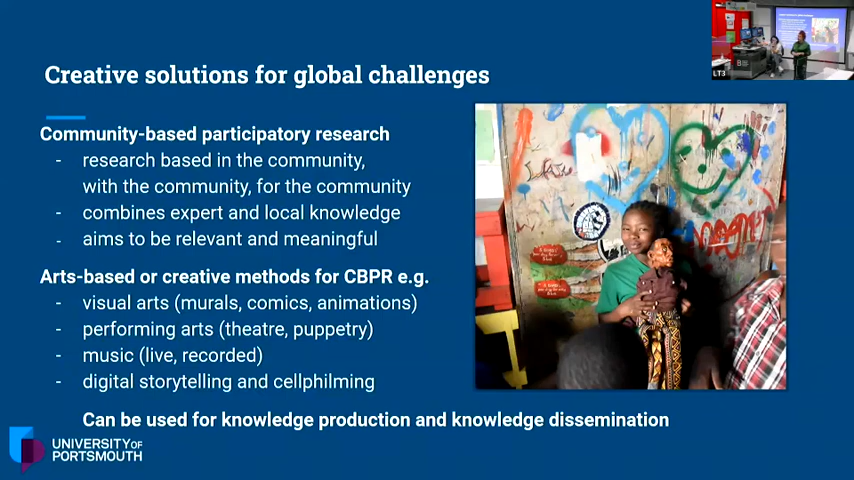 Creative solutions for global challenges
Community-based participatory research
- research based in the community,
with the community, for the community
- combines expert and local knowledge
- aims to be relevant and meaningful
Arts-based or creative methods for CBPR e.g.
- visual arts (murals, comics, animations)
- performing arts (theatre, puppetry)
- music (live, recorded)
- digital storytelling and cellphilming
Can be used for knowledge production and knowledge dissemination
UNIVERSITY OF
PORTSMOUTH
LT3